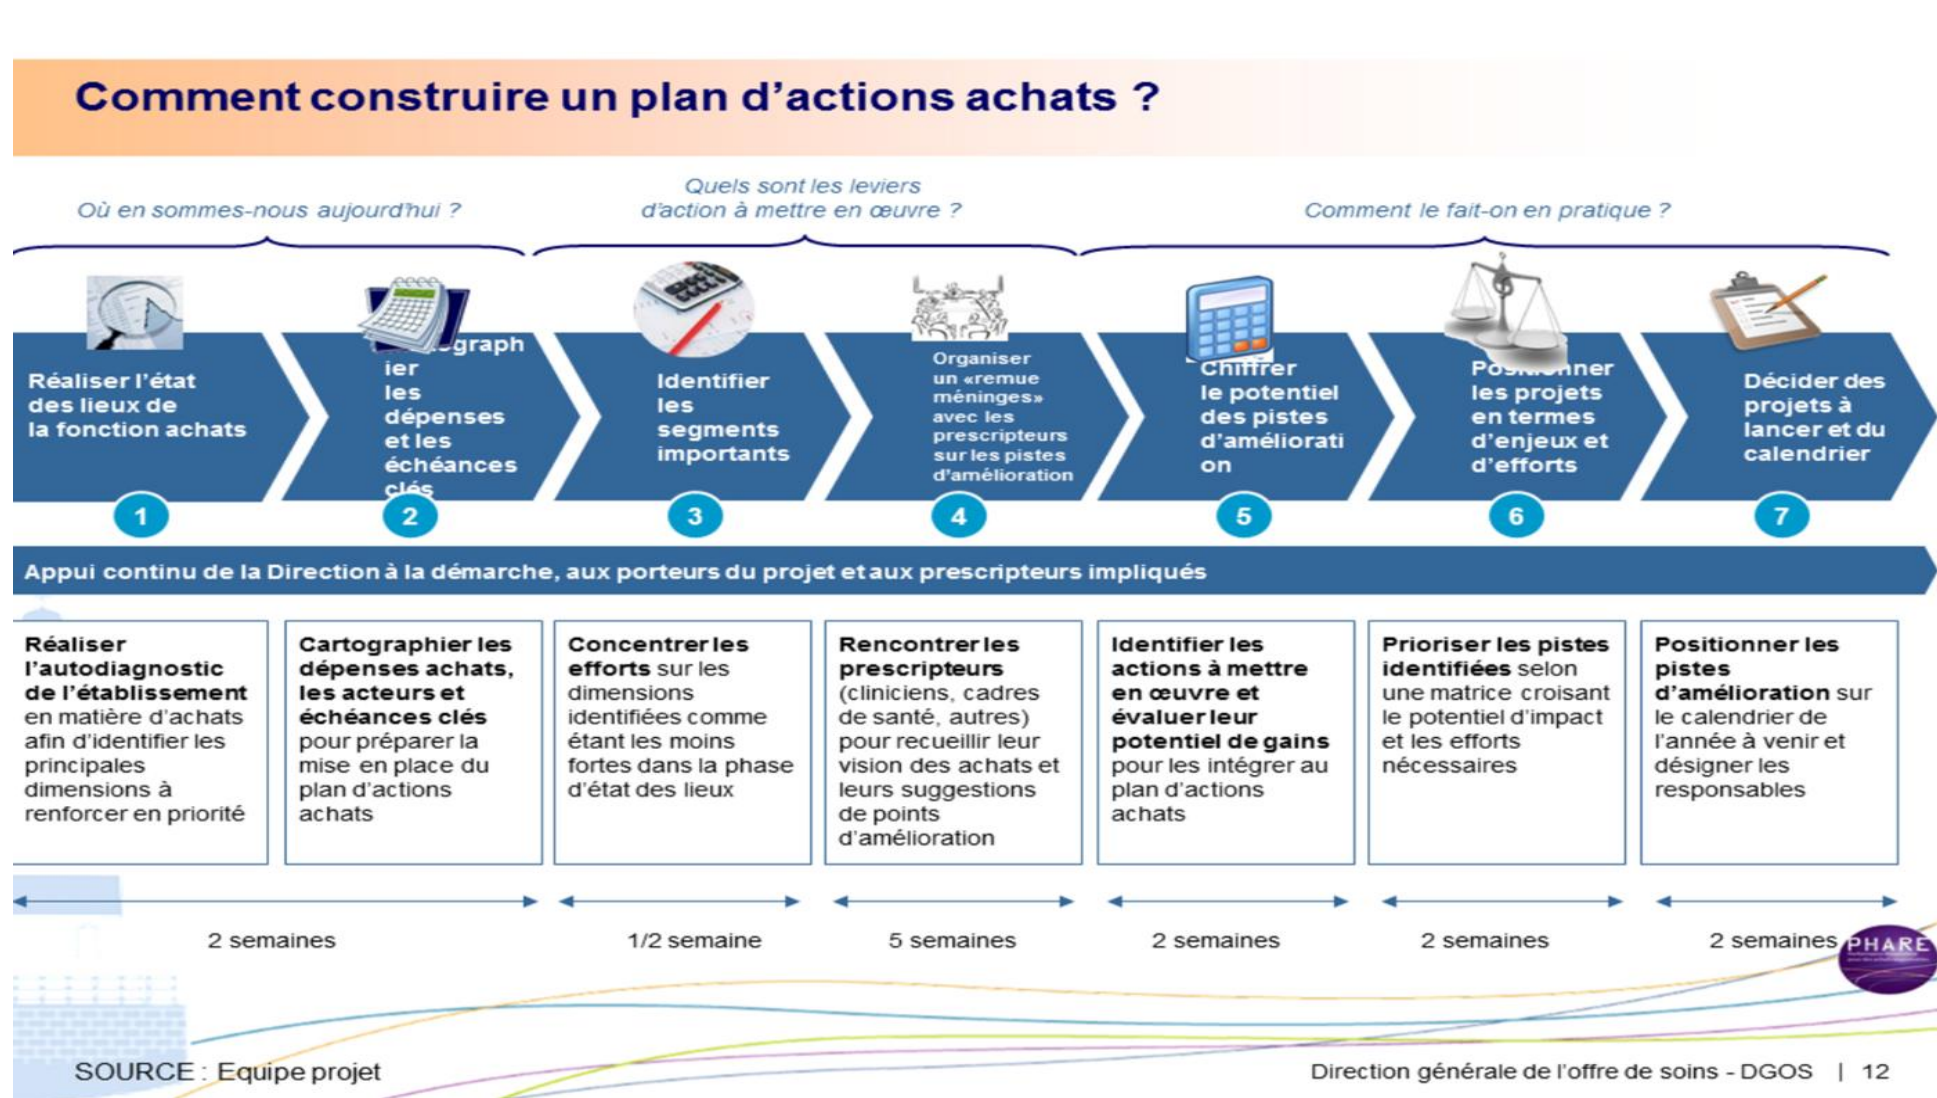 Comment construire un plan d'actions achats ?
Où en sommes-nous aujourd'hui ?
Quels sont les leviers
d'action à mettre en œuvre ?
Comment le fait-on en pratique ?
Réaliser l'état
des lieux de
la fonction achats
1
graph
ier
les
dépenses
et les
échéances
clés
2
Identifier
les
segments
importants
3
Organiser
un «remue
méninges»
avec les
prescripteurs
sur les pistes
d'amélioration
4
Chiffrer
le potentiel
des pistes
d'améliorati
on
5
Positionner
les projets
en termes
d'enjeux et
d'efforts
6
Décider des
projets à
lancer et du
calendrier
7
Appui continu de la Direction à la démarche, aux porteurs du projet et aux prescripteurs impliqués
Réaliser
l'autodiagnostic
de l'établissement
en matière d'achats
afin d'identifier les
principales
dimensions à
renforcer en priorité
Cartographier les
dépenses achats,
les acteurs et
échéances clés
pour préparer la
mise en place du
plan d'actions
achats
Concentrer les
efforts sur les
dimensions
identifiées comme
étant les moins
fortes dans la phase
d'état des lieux
Rencontrer les
prescripteurs
(cliniciens, cadres
de santé, autres)
pour recueillir leur
vision des achats et
leurs suggestions
de points
d'amélioration
Identifier les
actions à mettre
en œuvre et
évaluer leur
potentiel de gains
pour les intégrer au
plan d'actions
achats
Prioriser les pistes
identifiées selon
une matrice croisant
le potentiel d'impact
et les efforts
nécessaires
Positionner les
pistes
d'amélioration sur
le calendrier de
l'année à venir et
désigner les
responsables
2 semaines
1/2 semaine
5 semaines
2 semaines
2 semaines
2 semaines
PHARE
SOURCE : Equipe projet
Direction générale de l'offre de soins - DGOS | 12